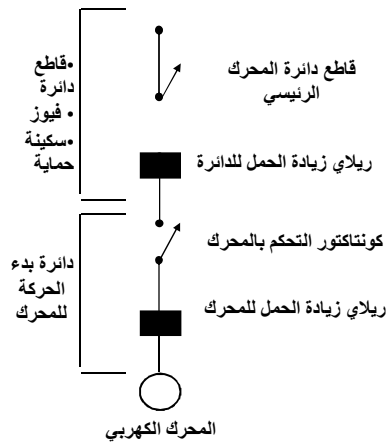 •قاطع
دائرة
• فيوز
•سكينة
حماية
قاطع دائرة المحرك
الرئيسي
ريلاي زيادة الحمل للدائرة
كونتاكتور التحكم بالمحرك
دائرة بدء
الحركة
للمحرك
ريلاي زيادة الحمل للمحرك
المحرك الكهربي